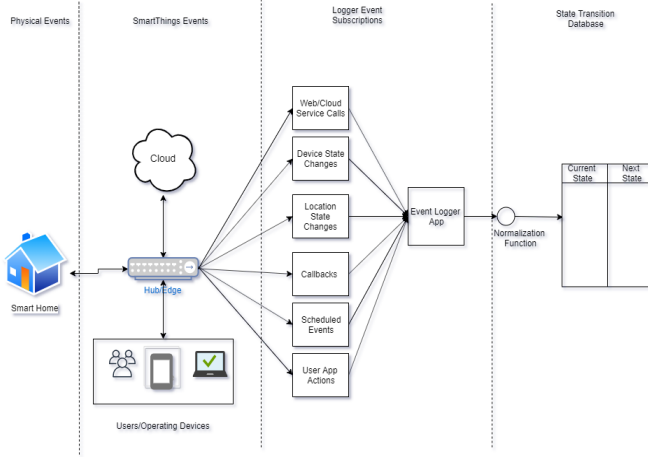 Physical Events
SmartThings Events
Logger Event
Subscriptions
State Transition
Database
Web/Cloud
Service Calls
Device State
Changes
Location
State
Changes
Callbacks
Scheduled
Events
User App
Actions
Cloud
Hub/Edge
Smart Home
Users/Operating Devices
Event Logger
App
Normalization
Function
Current
State
Next
State